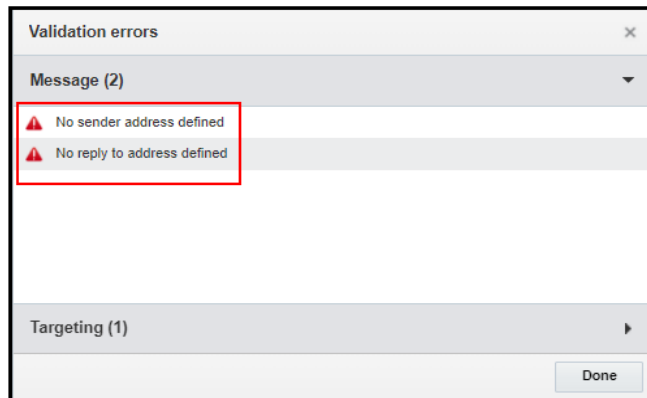 Validation errors
Message (2)
No sender address defined
No reply to address defined
Targeting (1)
Done